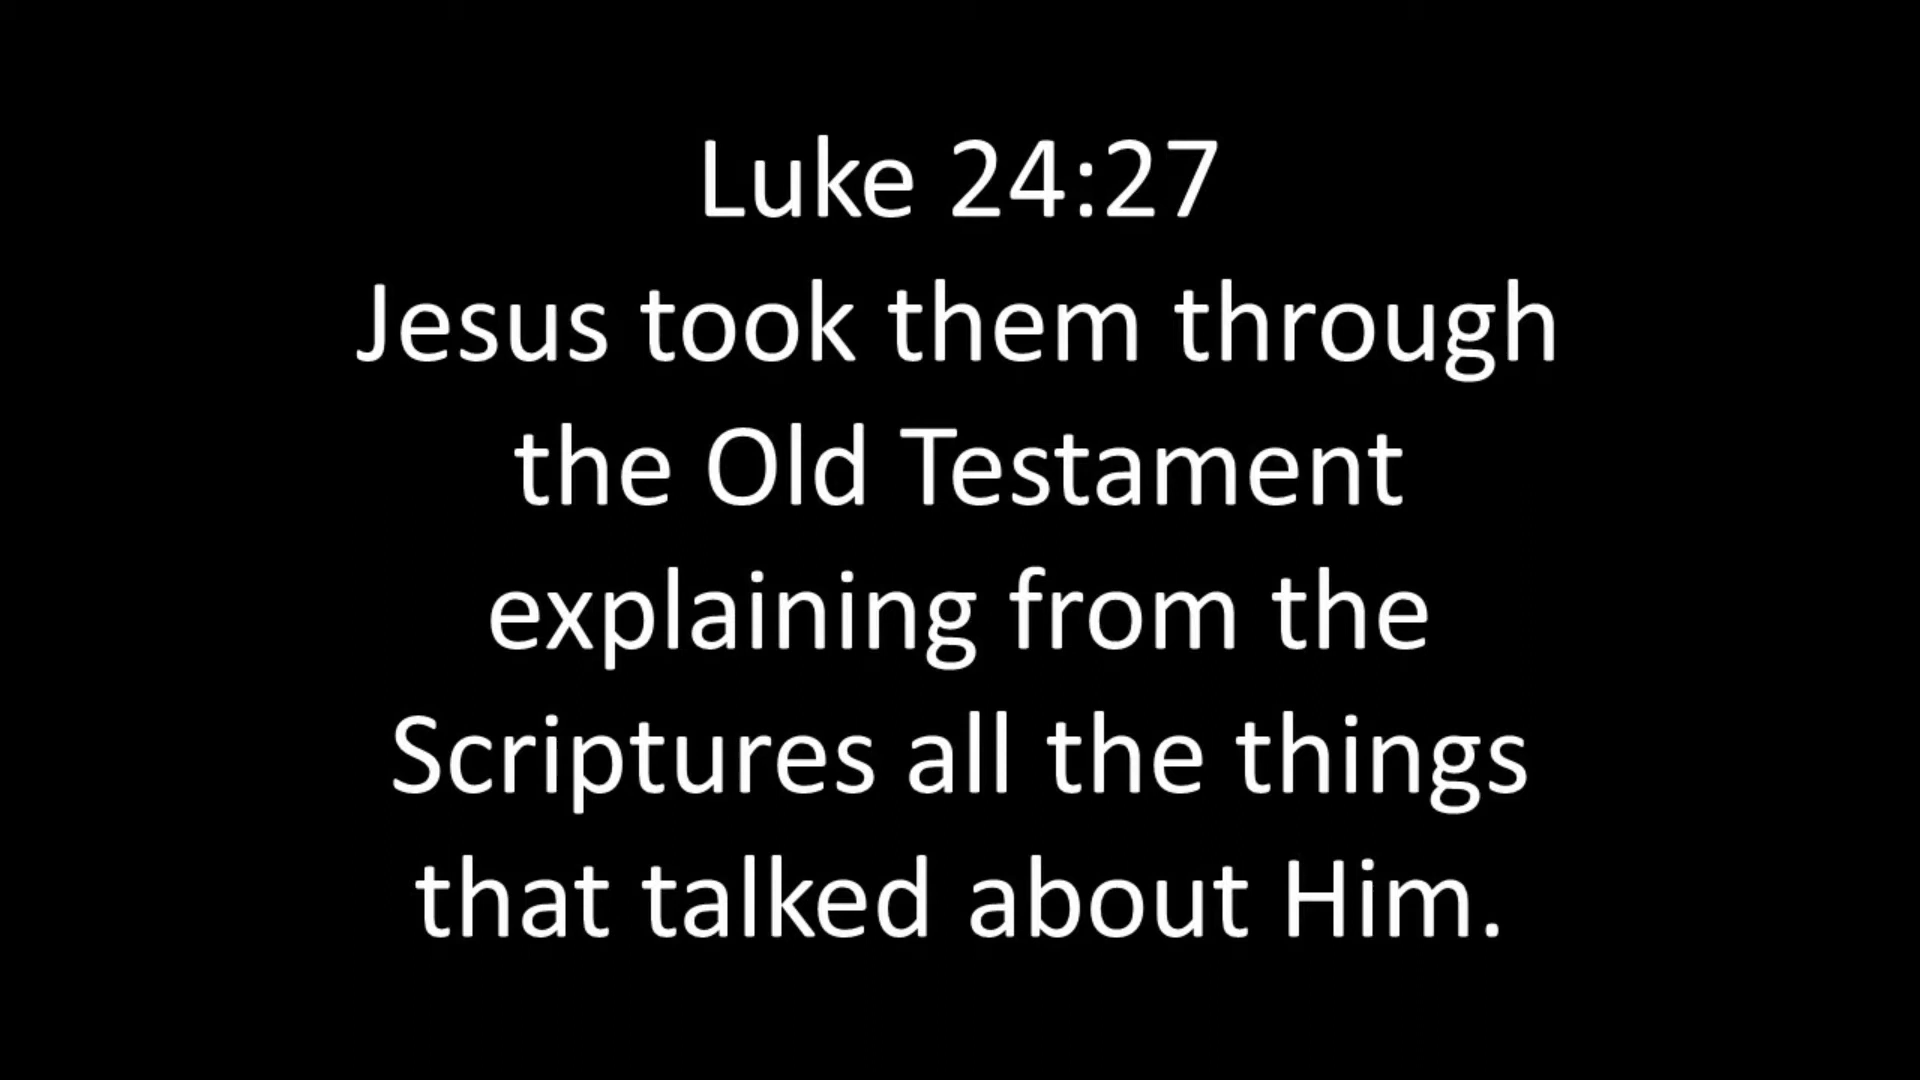 Luke 24:27
Jesus took them through
the Old Testament
explaining from the
Scriptures all the things
that talked about Him.